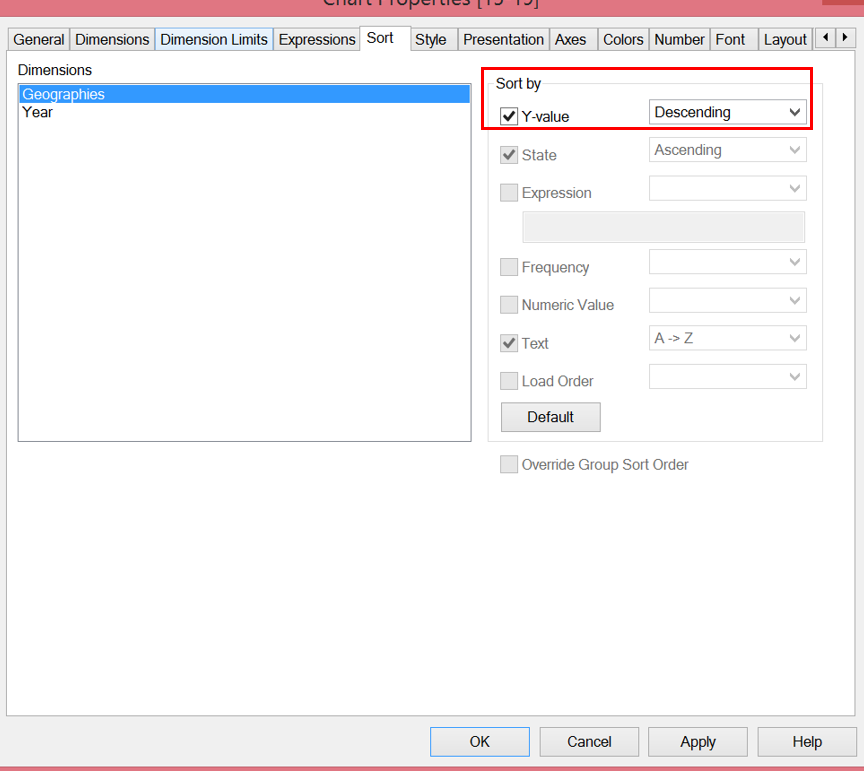 Chart Properties [15-19]
General Dimensions Dimension Limits Expressions Sort Style Presentation Axes Colors Number Font Layout
Dimensions
Geographies
Year
Sort by
Y-value Descending
State Ascending
Expression
Frequency
Numeric Value
Text A -> Z
Load Order
Default
Override Group Sort Order
OK Cancel Apply Help